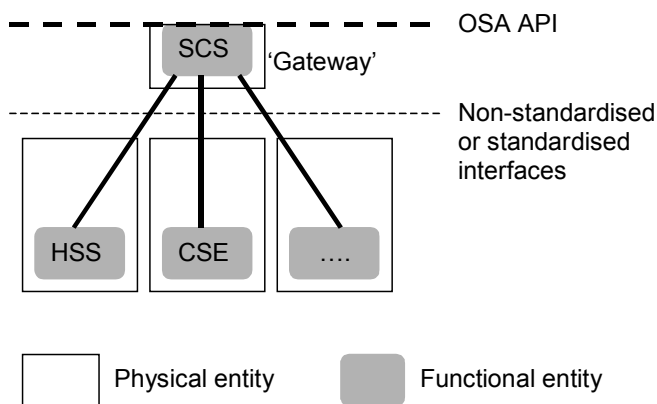 OSA API
SCS
‘Gateway’
Non-standardised
or standardised
interfaces
HSS
CSE
….
Physical entity
Functional entity